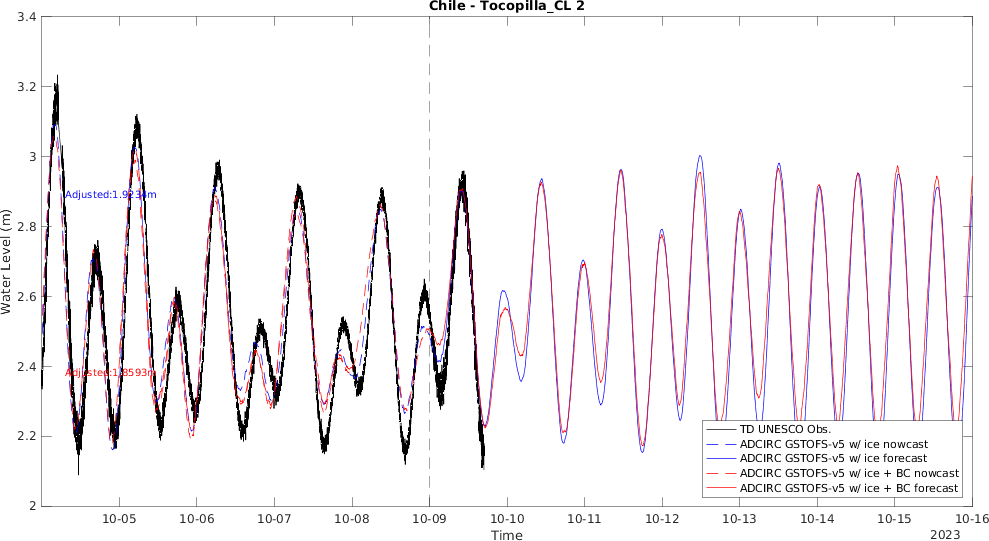 Chile - Tocopilla_CL 2
3.4
3.2
3
2.8
2.6
2.4
2.2
2
Water Level (m)
Adjusted:1.9234m
Adjusted:1.8593m
TD UNESCO Obs.
ADCIRC GSTOFS-v5 w/ ice nowcast
ADCIRC GSTOFS-v5 w/ ice forecast
ADCIRC GSTOFS-v5 w/ ice + BC nowcast
ADCIRC GSTOFS-v5 w/ ice + BC forecast
10-05 10-06 10-07 10-08 10-09 10-10 10-11 10-12 10-13 10-14 10-15 10-16
Time
2023